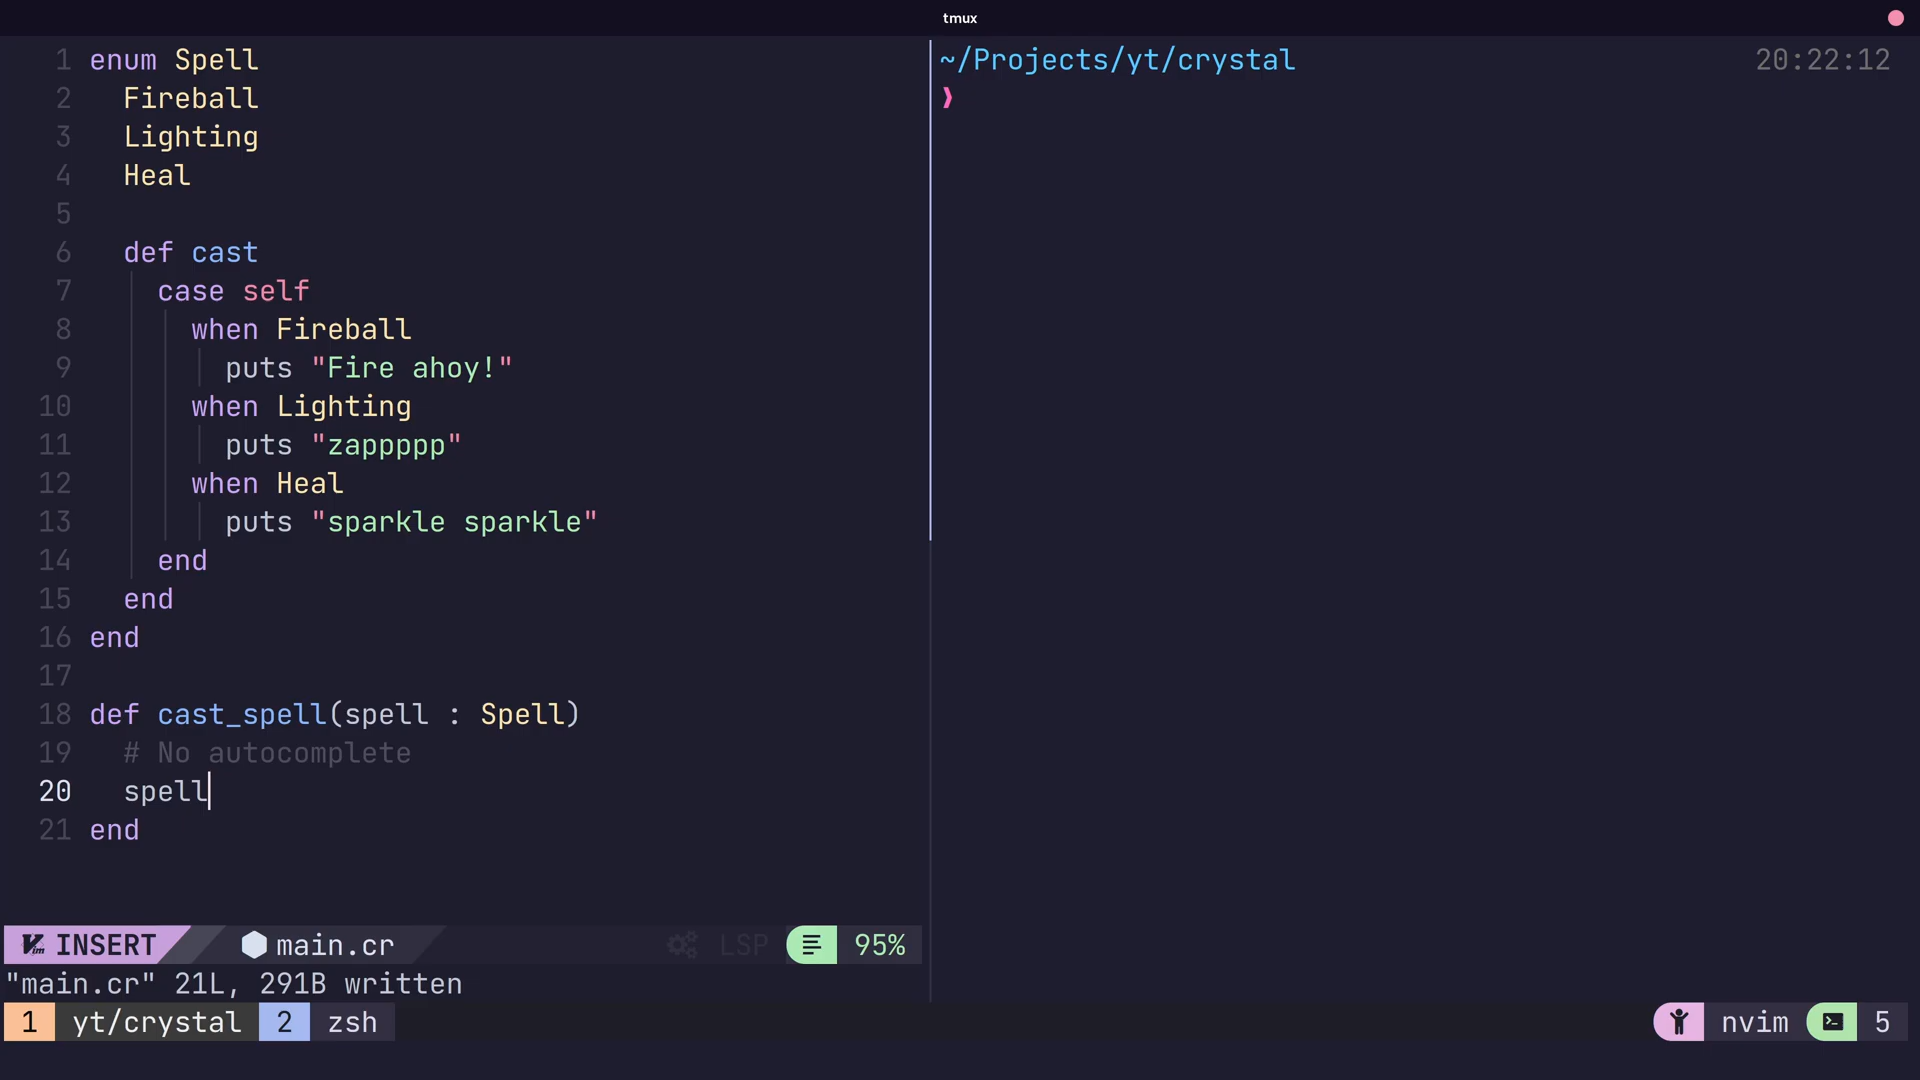 tmux
1 enum Spell
2   Fireball
3   Lighting
4   Heal
5
6   def cast
7     case self
8       when Fireball
9         puts "Fire ahoy!"
10       when Lighting
11         puts "zappppp"
12       when Heal
13         puts "sparkle sparkle"
14     end
15   end
16 end
17
18 def cast_spell(spell : Spell)
19   # No autocomplete
20   spell
21 end
INSERT main.cr LSP 95%
"main.cr" 21L, 291B written
~/Projects/yt/crystal 20:22:12
❯
1 yt/crystal 2 zsh nvim 5